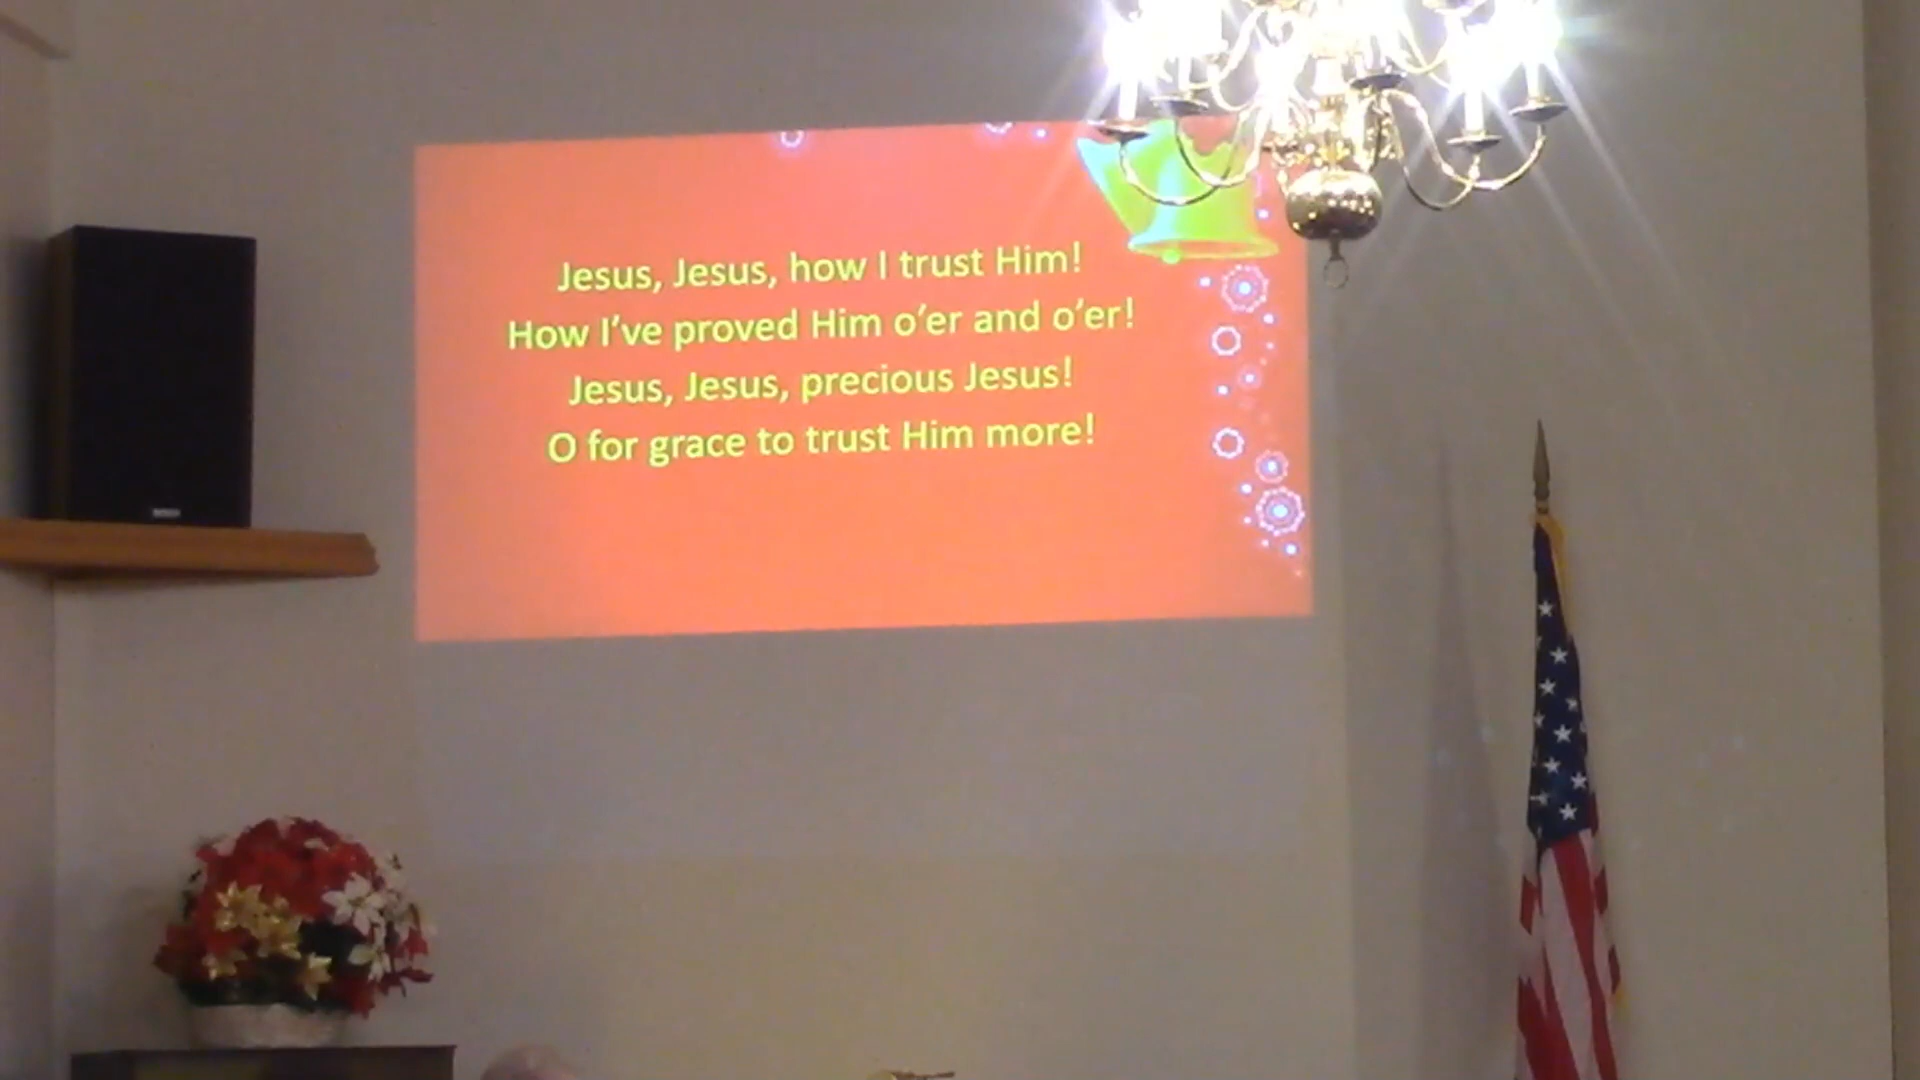 Jesus, Jesus, how I trust Him!
How I've proved Him o'er and o'er!
Jesus, Jesus, precious Jesus!
O for grace to trust Him more!